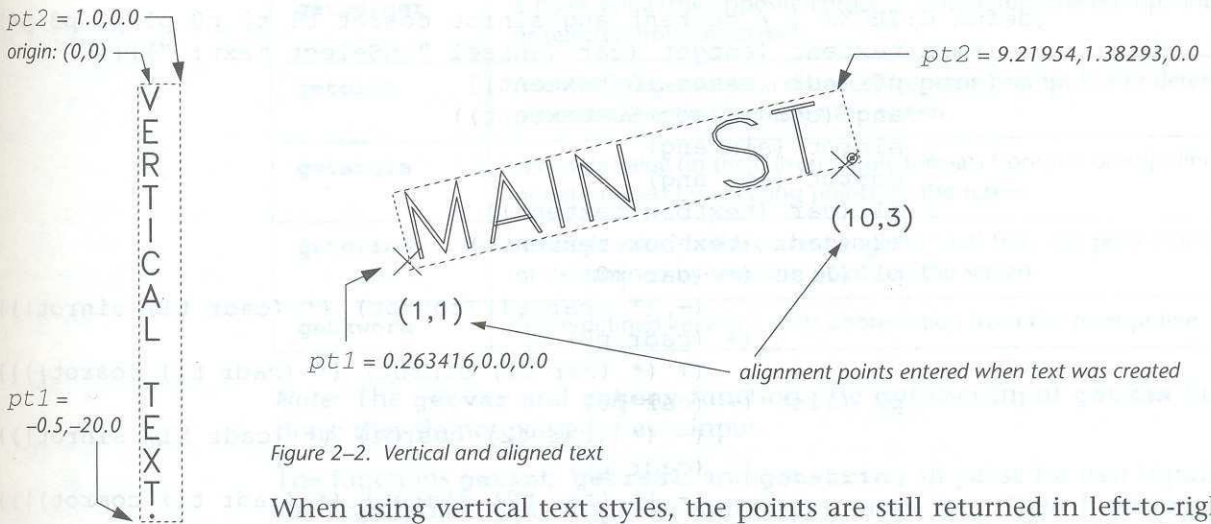 pt2 = 1.0,0.0
origin: (0,0)
VERTICAL TEXT
pt1 =
–0.5,–20.0
pt2 = 9.21954,1.38293,0.0
MAIN ST
(10,3)
(1,1)
pt1 = 0.263416,0.0,0.0
alignment points entered when text was created
Figure 2–2. Vertical and aligned text
When using vertical text styles, the points are still returned in left-to-righ